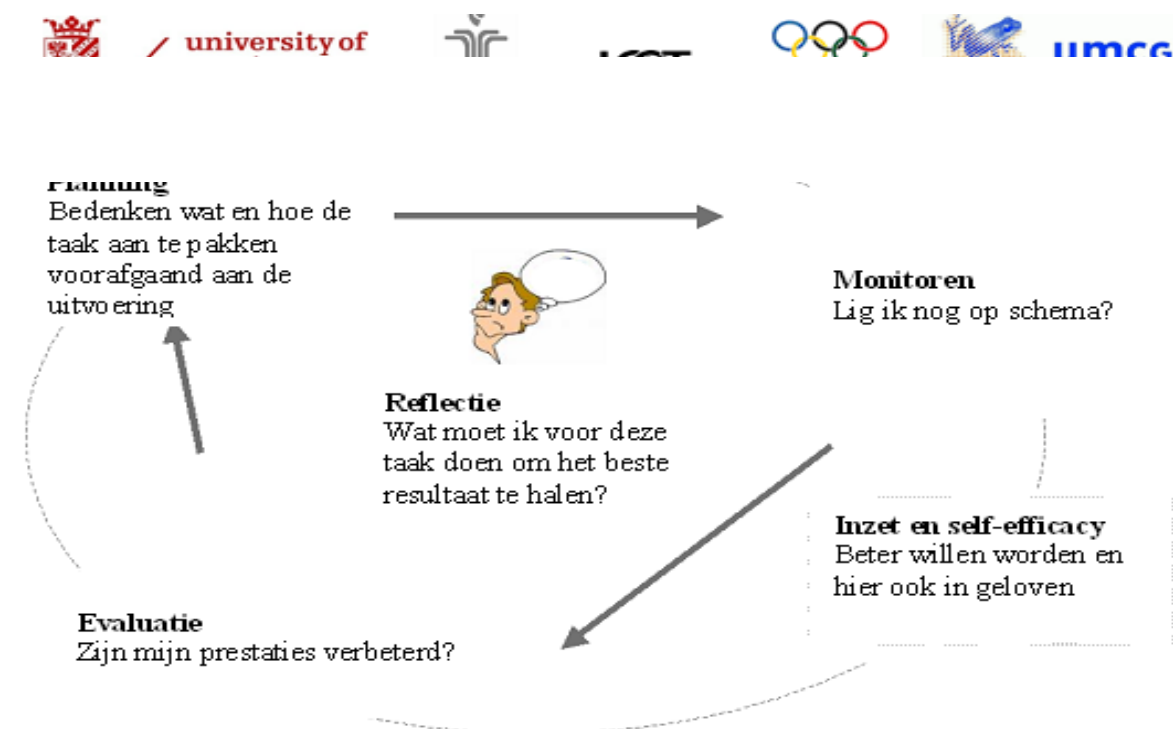 university of
umcg
Planning
Bedenken wat en hoe de
taak aan te pakken
voorafgaand aan de
uitvoering
Monitoren
Lig ik nog op schema?
Reflectie
Wat moet ik voor deze
taak doen om het beste
resultaat te halen?
Inzet en self-efficacy
Beter willen worden en
hier ook in geloven
Evaluatie
Zijn mijn prestaties verbeterd?